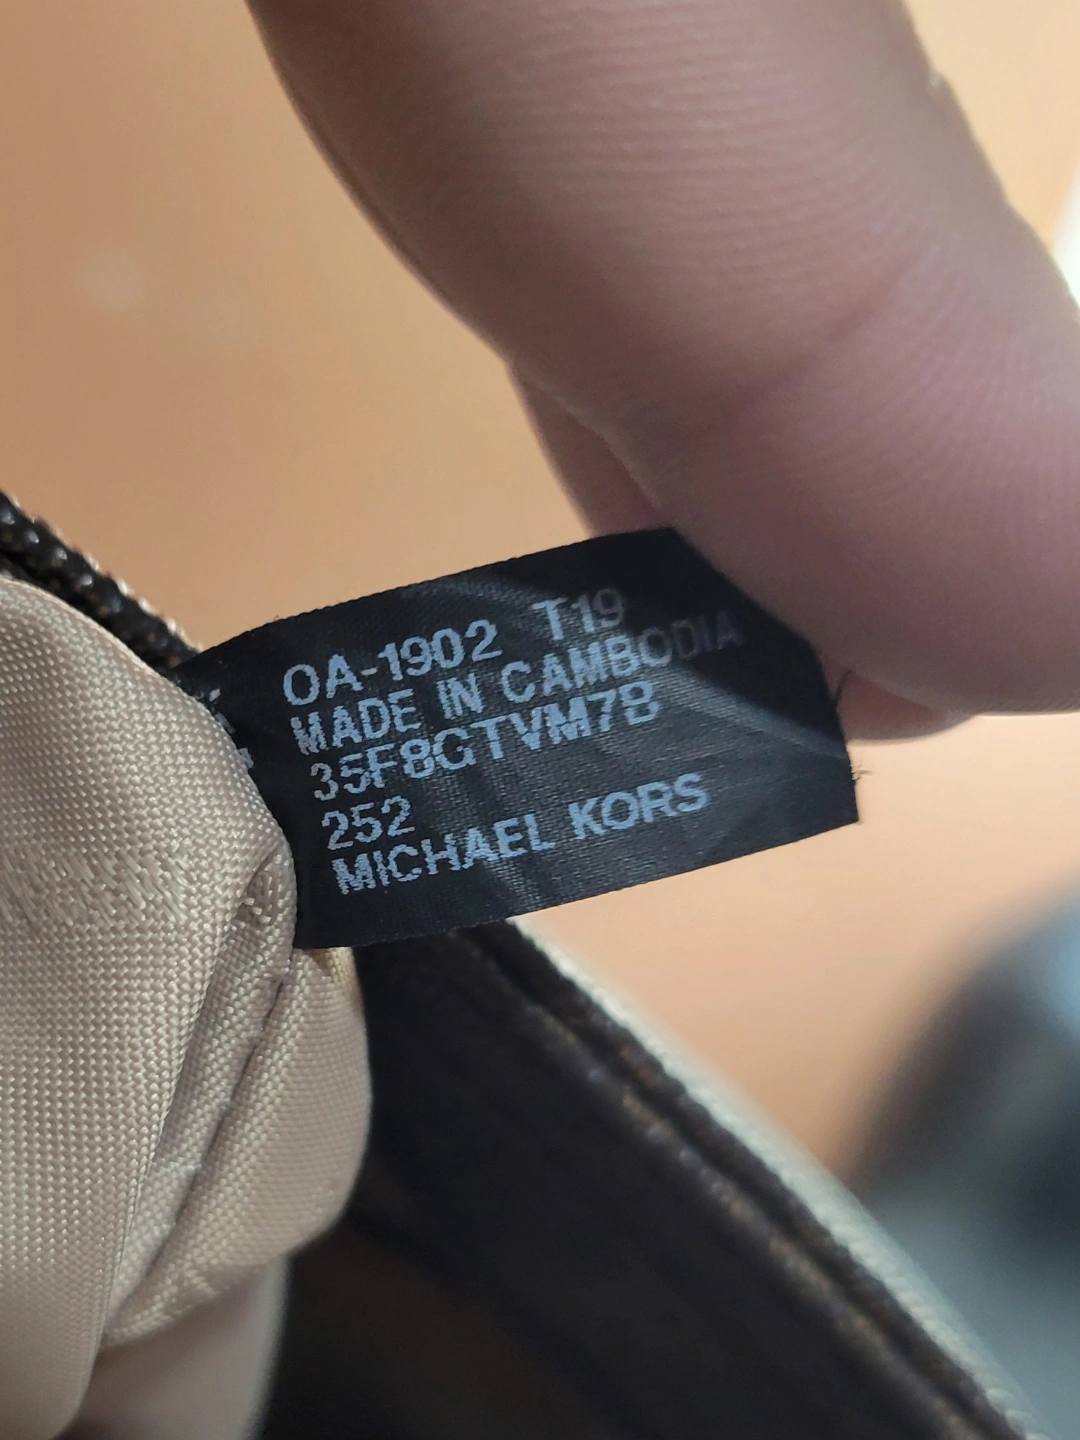 OA-1902 T19
MADE IN CAMBODIA
35F8GTVM7B
252
MICHAEL KORS